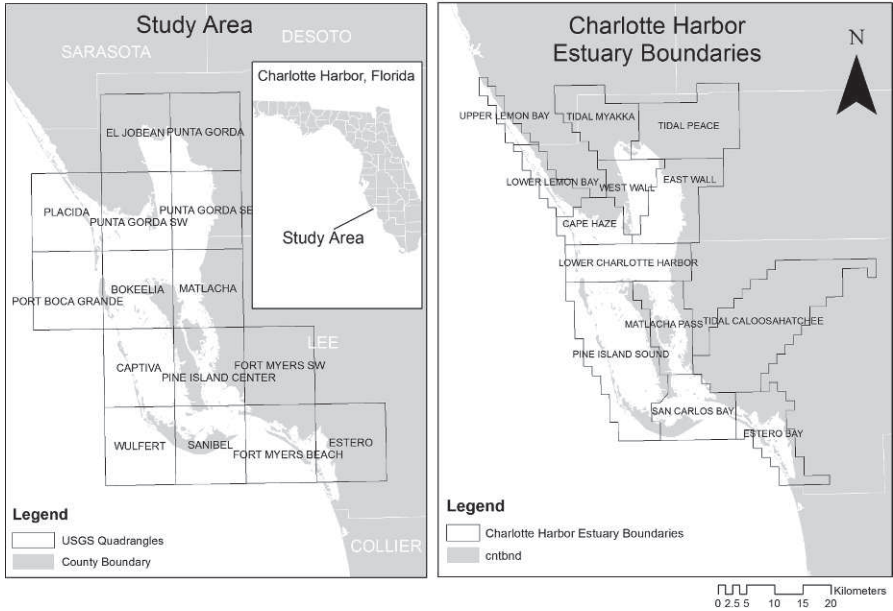 Study Area
SARASOTA
DESOTO
Charlotte Harbor, Florida
Study Area
EL JOBEAN
PUNTA GORDA
PLACIDA
PUNTA GORDA SW
PUNTA GORDA SE
PORT BOCA GRANDE
BOKEELIA
MATLACHA
LEE
CAPTIVA
PINE ISLAND CENTER
FORT MYERS SW
WULFERT
SANIBEL
FORT MYERS BEACH
ESTERO
COLLIER
Legend
USGS Quadrangles
County Boundary
Charlotte Harbor
Estuary Boundaries
N
UPPER LEMON BAY
TIDAL MYAKKA
TIDAL PEACE
LOWER LEMON BAY
WEST WALL
EAST WALL
CAPE HAZE
LOWER CHARLOTTE HARBOR
MATLACHA PASS
TIDAL CALOOSAHATCHEE
PINE ISLAND SOUND
SAN CARLOS BAY
ESTERO BAY
Legend
Charlotte Harbor Estuary Boundaries
cntbnd
Kilometers
0 2.5 5 10 15 20